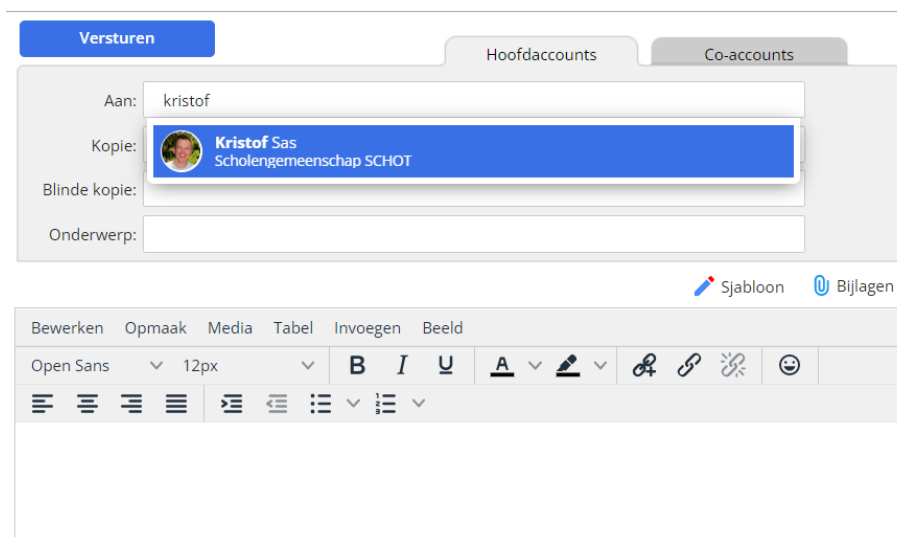 Versturen
Hoofdaccounts
Co-accounts
Aan: kristof
Kristof Sas
Scholengemeenschap SCHOT
Kopie:
Blinde kopie:
Onderwerp:
Sjabloon
Bijlagen
Bewerken Opmaak Media Tabel Invoegen Beeld
Open Sans 12px B I U A